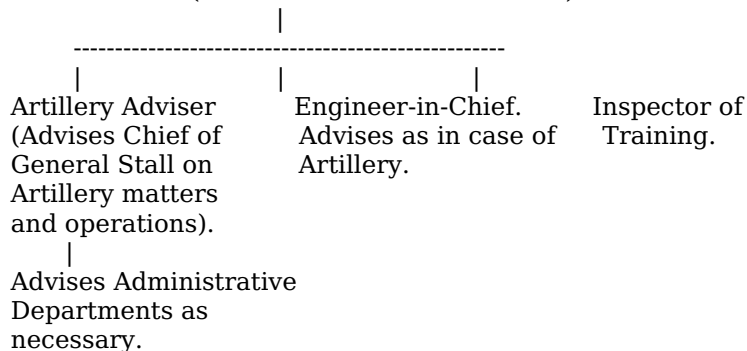 |
----------------------------------------------------
| | |
Artillery Adviser Engineer-in-Chief. Inspector of
(Advises Chief of Advises as in case of Training.
General Stall on Artillery.
Artillery matters
and operations).
|
Advises Administrative
Departments as
necessary.